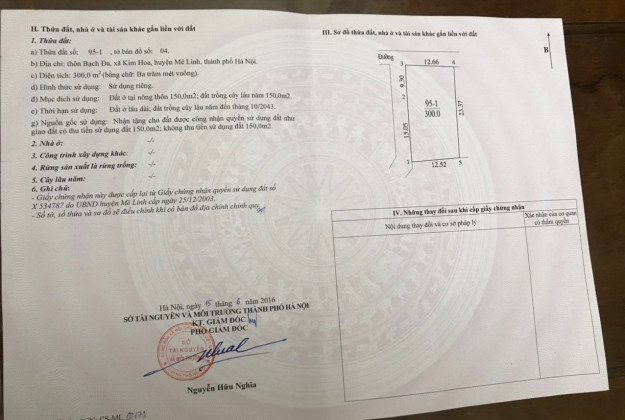 II. Thửa đất, nhà ở và tài sản khác gắn liền với đất
1. Thửa đất:
a) Thửa đất số: 95-1, tờ bản đồ số: 04.
b) Địa chỉ: thôn Bạch Đa, xã Kim Hoa, huyện Mê Linh, thành phố Hà Nội.
c) Diện tích: 300,0 m² (bằng chữ: Ba trăm mét vuông).
d) Hình thức sử dụng: Sử dụng riêng.
đ) Mục đích sử dụng: Đất ở tại nông thôn 150,0m2; đất trồng cây lâu năm 150,0m2.
e) Thời hạn sử dụng: Đất ở lâu dài; đất trồng cây lâu năm đến tháng 10/2043.
g) Nguồn gốc sử dụng: Nhận tặng cho đất được công nhận quyền sử dụng đất như
giao đất có thu tiền sử dụng đất 150,0m2; không thu tiền sử dụng đất 150,0m2.
2. Nhà ở: -/-
3. Công trình xây dựng khác: -/-
4. Rừng sản xuất là rừng trồng: -/-
5. Cây lâu năm: -/-
6. Ghi chú:
- Giấy chứng nhận này được cấp lại từ Giấy chứng nhận quyền sử dụng đất số
X 534787 do UBND huyện Mê Linh cấp ngày 25/12/2003.
- Số tờ, số thửa và sơ đồ sẽ điều chỉnh khi có bản đồ địa chính chính quy.
Hà Nội, ngày 15 tháng 6 năm 2016
SỞ TÀI NGUYÊN VÀ MÔI TRƯỜNG THÀNH PHỐ HÀ NỘI
KT. GIÁM ĐỐC
PHÓ GIÁM ĐỐC
SỞ
TÀI NGUYÊN
Nguyễn Hữu Nghĩa
CS-ML
III. Sơ đồ thửa đất, nhà ở và tài sản khác gắn liền với đất
B
Đường
3 12.66 4
9.30
2
95-1
300.0
23.57
15.05
1 12.52 5
IV. Những thay đổi sau khi cấp giấy chứng nhận
Nội dung thay đổi và cơ sở pháp lý
Xác nhận của cơ quan
có thẩm quyền